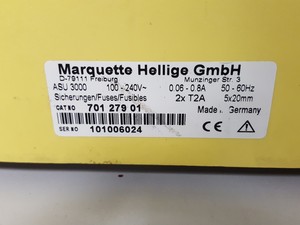 Marquette Hellige GmbH
D-79111 Freiburg Munzinger Str. 3
ASU 3000 100 - 240V~ 0.06 - 0.8A 50 - 60Hz
Sicherungen/Fuses/Fusibles 2x T2A 5x20mm
CAT NO 701 279 01 Made in Germany
SER NO 101006024